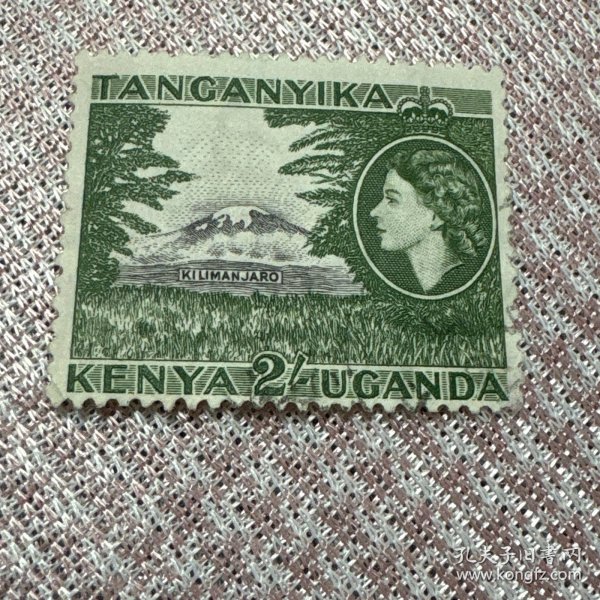 TANGANYIKA
KILIMANJARO
KENYA 2/- UGANDA
孔夫子旧书网
www.kongfz.com